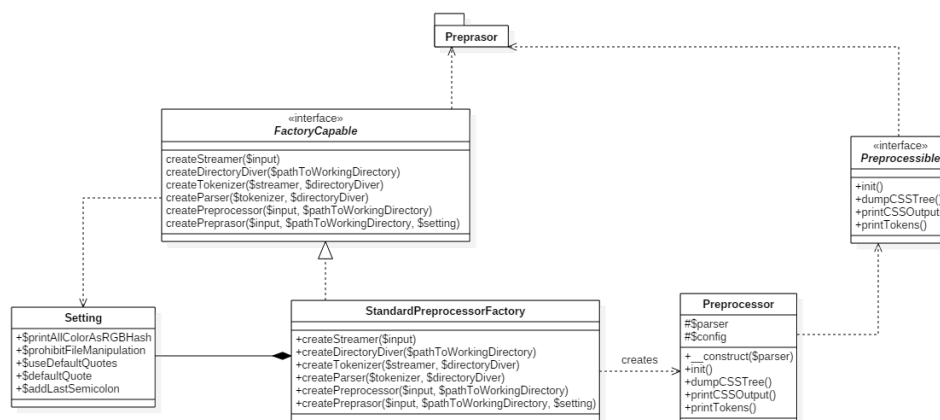 Preprasor
«interface»
FactoryCapable
createStreamer($input)
createDirectoryDiver($pathToWorkingDirectory)
createTokenizer($streamer, $directoryDiver)
createParser($tokenizer, $directoryDiver)
createPreprocessor($input, $pathToWorkingDirectory)
createPreprasor($input, $pathToWorkingDirectory, $setting)
«interface»
Preprocessible
+init()
+dumpCSSTree()
+printCSSOutput
+printTokens()
Setting
+$printAllColorAsRGBHash
+$prohibitFileManipulation
+$useDefaultQuotes
+$defaultQuote
+$addLastSemicolon
StandardPreprocessorFactory
+createStreamer($input)
+createDirectoryDiver($pathToWorkingDirectory)
+createTokenizer($streamer, $directoryDiver)
+createParser($tokenizer, $directoryDiver)
+createPreprocessor($input, $pathToWorkingDirectory)
+createPreprasor($input, $pathToWorkingDirectory, $setting)
creates
Preprocessor
#$parser
#$config
+__construct($parser)
+init()
+dumpCSSTree()
+printCSSOutput()
+printTokens()